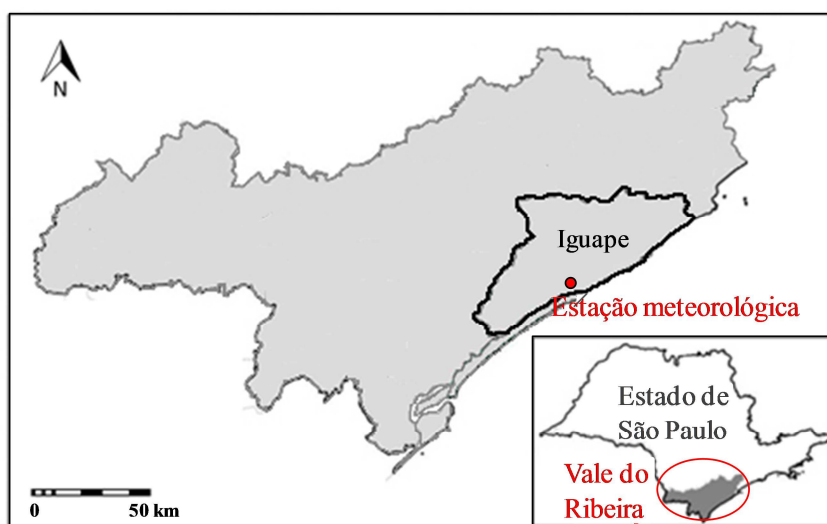 N
Iguape
Estação meteorológica
Estado de
São Paulo
Vale do
Ribeira
0 50 km